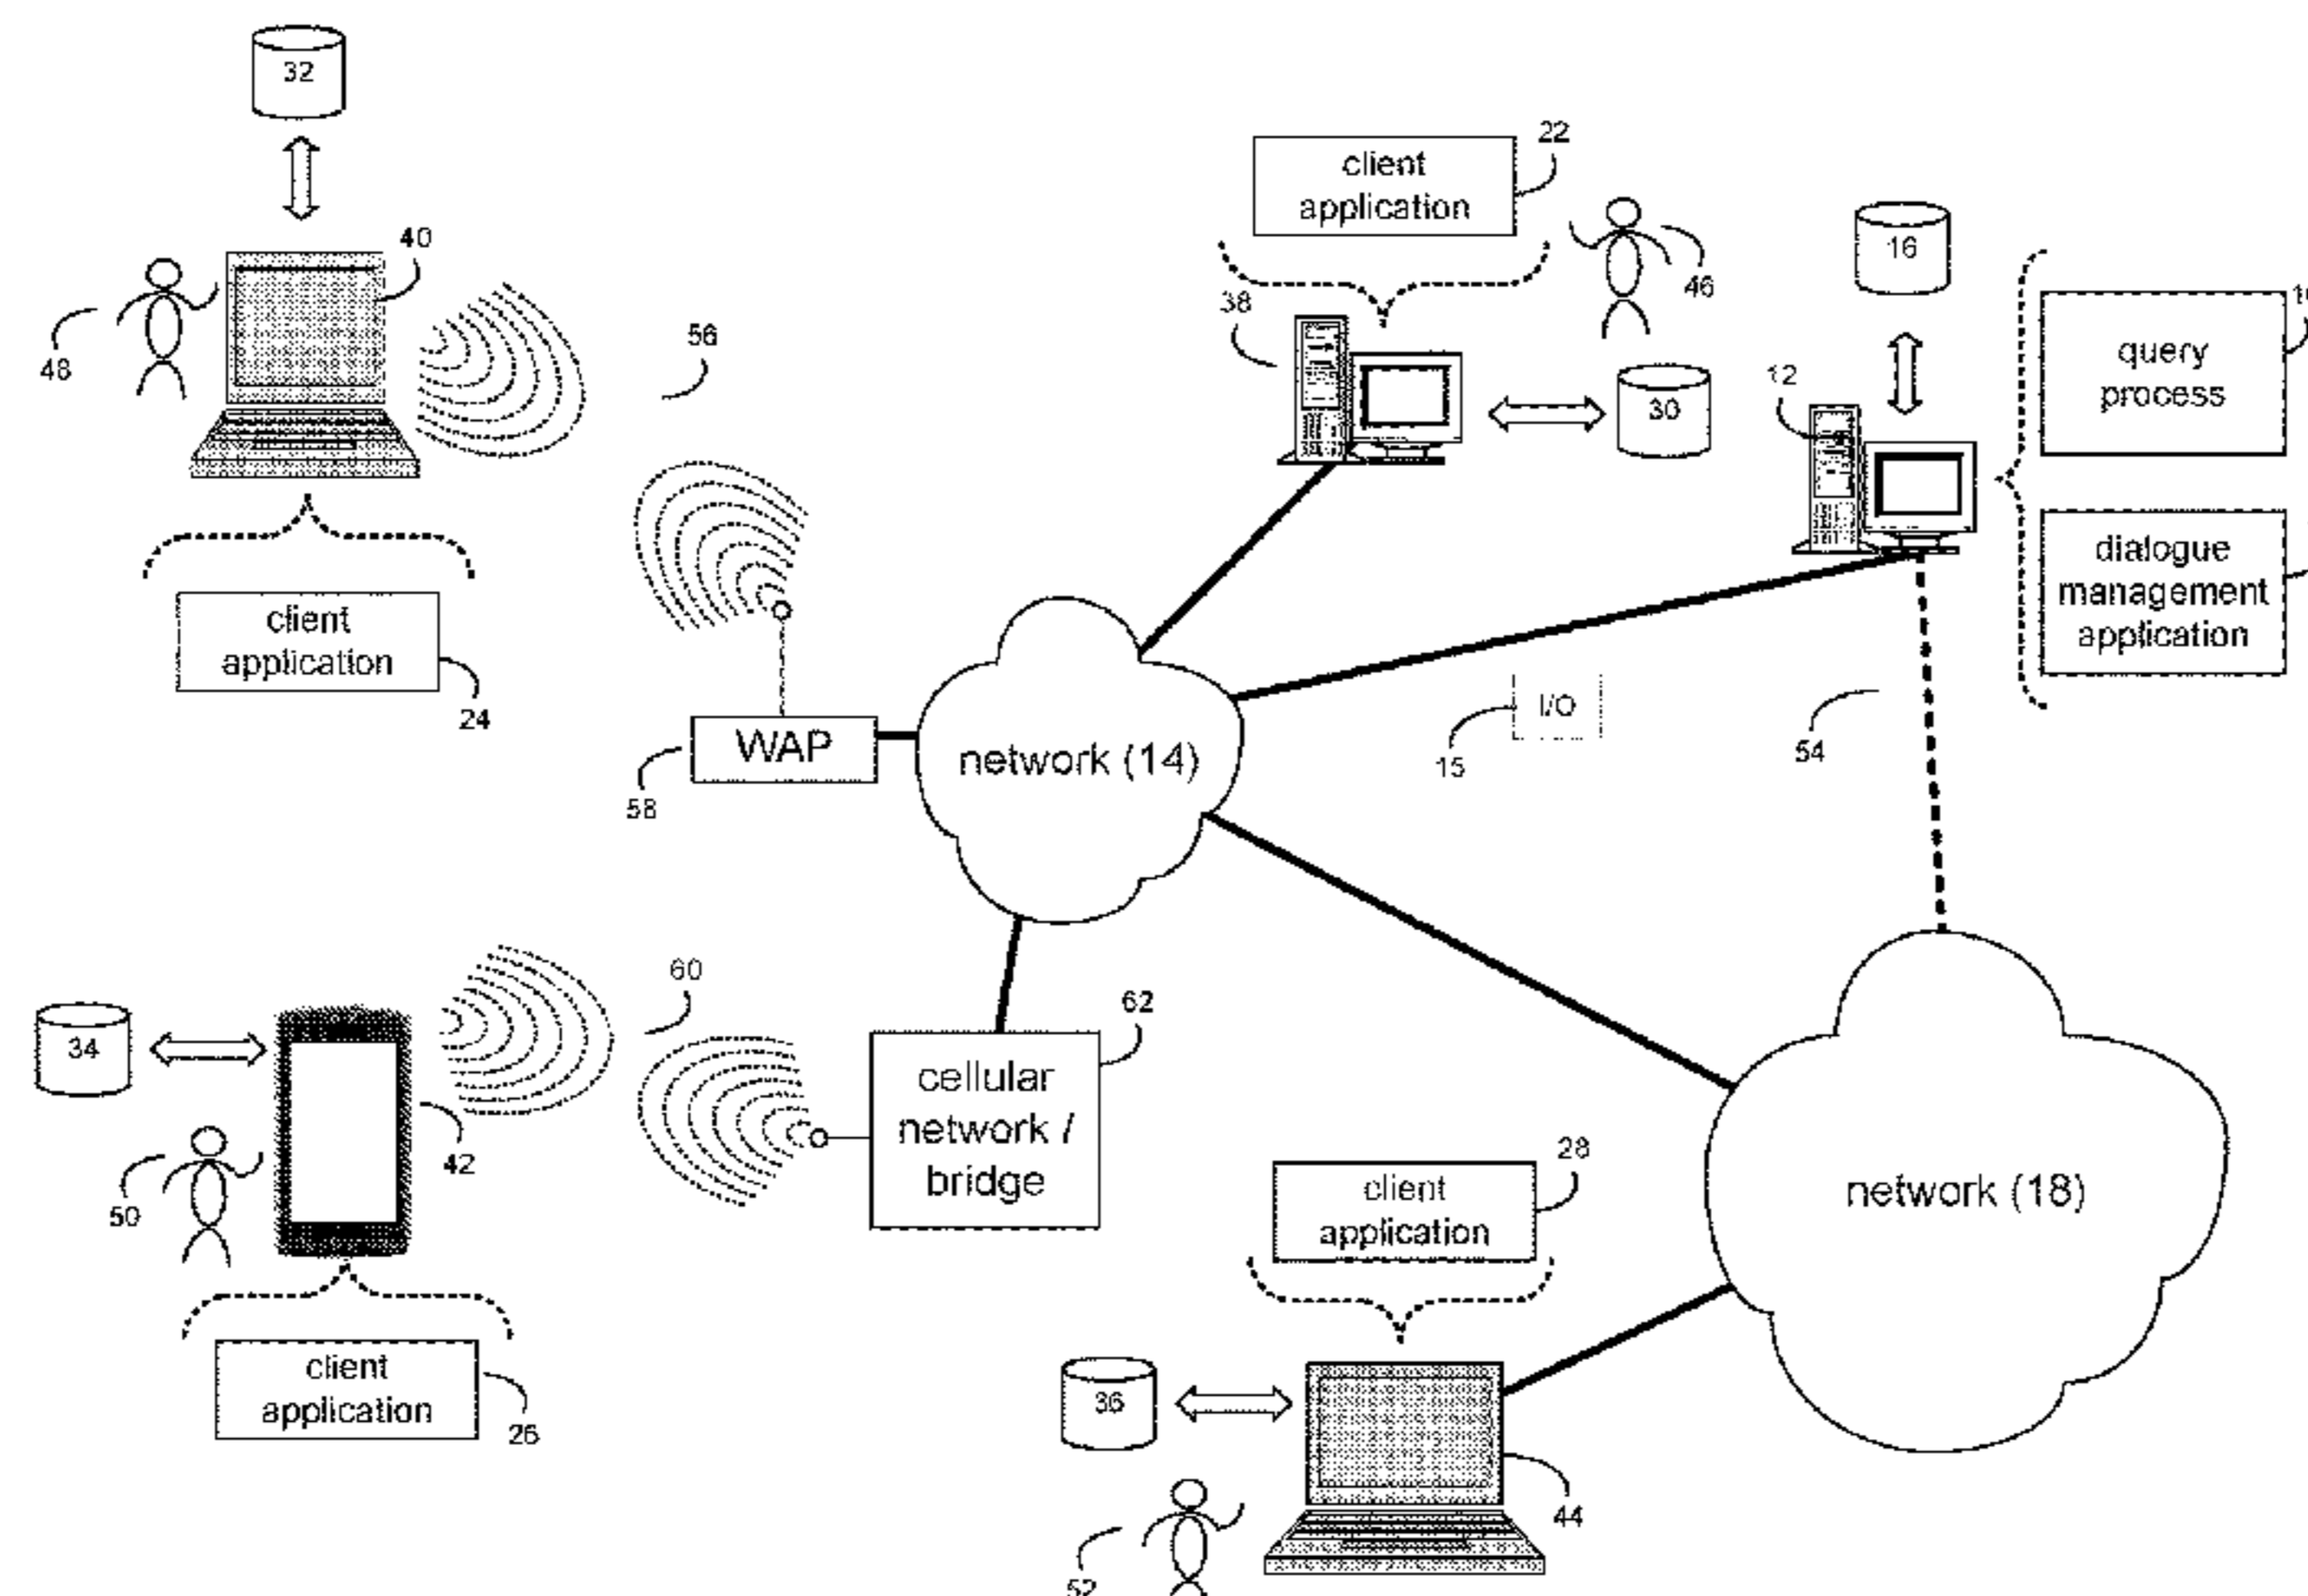 32
40
48
56
client
application
24
client
application
22
46
38
30
16
12
query
process
dialogue
management
application
I/O
15
54
WAP
58
network (14)
34
42
50
60
62
cellular
network /
bridge
client
application
26
client
application
28
network (18)
36
44
52